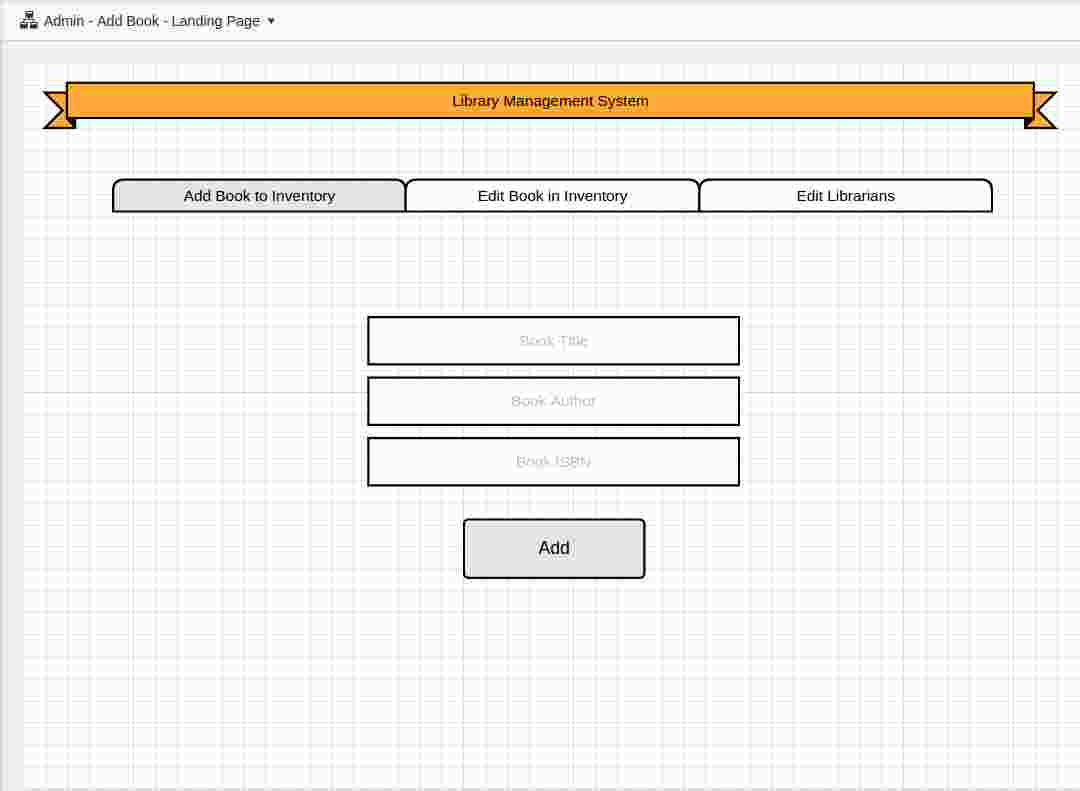 Admin - Add Book - Landing Page
Library Management System
Add Book to Inventory
Edit Book in Inventory
Edit Librarians
Book Title
Book Author
Book ISBN
Add